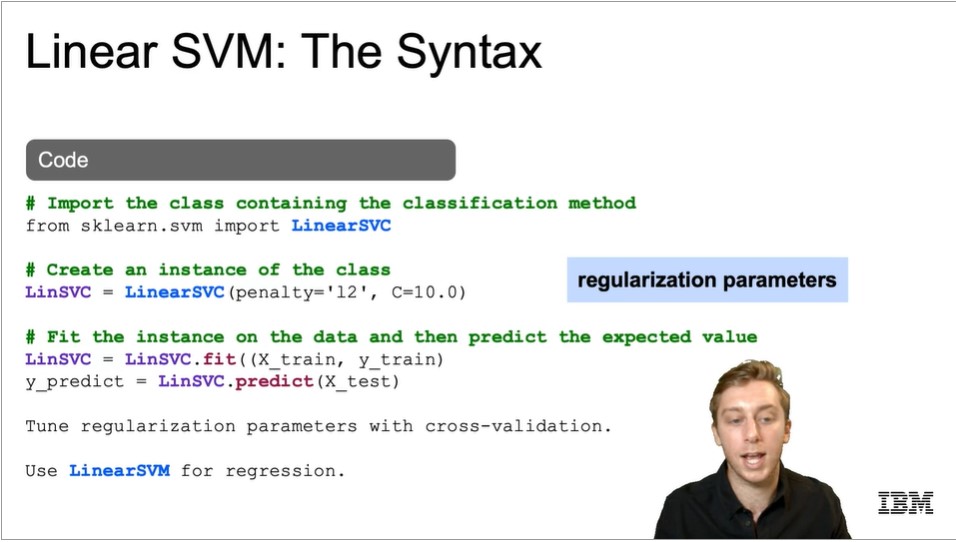 Linear SVM: The Syntax
Code
# Import the class containing the classification method
from sklearn.svm import LinearSVC
# Create an instance of the class
LinSVC = LinearSVC(penalty='l2', C=10.0)
regularization parameters
# Fit the instance on the data and then predict the expected value
LinSVC = LinSVC.fit((X_train, y_train)
y_predict = LinSVC.predict(X_test)
Tune regularization parameters with cross-validation.
Use LinearSVM for regression.
IBM